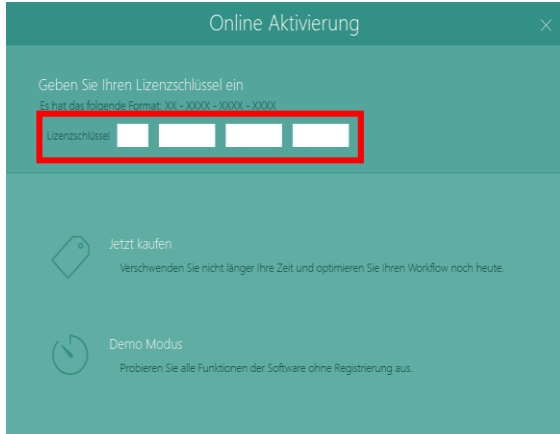 Online Aktivierung
Geben Sie Ihren Lizenzschlüssel ein
Es hat das folgende Format: XX - XXXX - XXXX - XXXX
Lizenzschlüssel
Jetzt kaufen
Verschwenden Sie nicht länger Ihre Zeit und optimieren Sie Ihren Workflow noch heute.
Demo Modus
Probieren Sie alle Funktionen der Software ohne Registrierung aus.